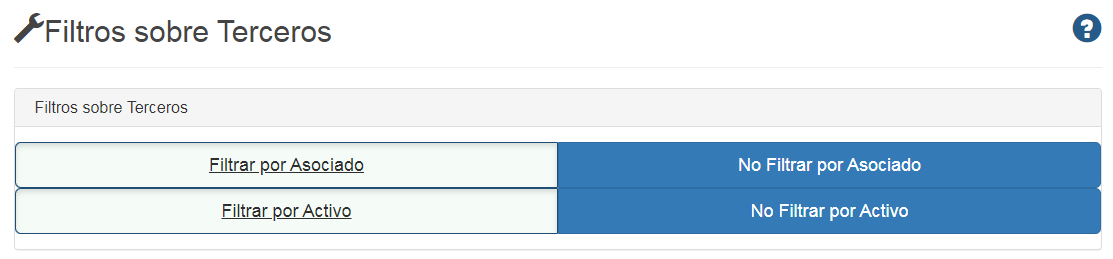 Filtros sobre Terceros
?
Filtros sobre Terceros
Filtrar por Asociado No Filtrar por Asociado
Filtrar por Activo No Filtrar por Activo